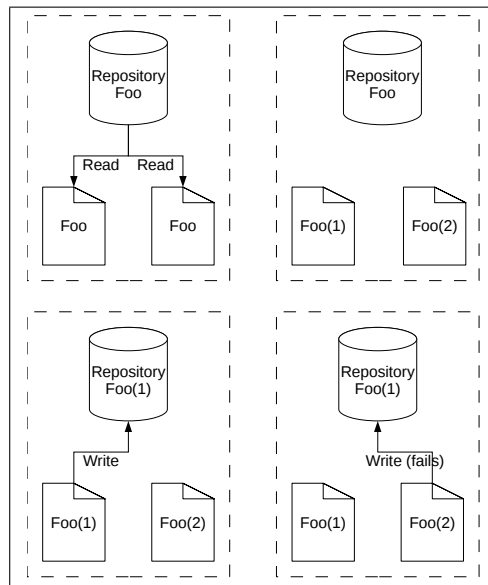 Repository
Foo
Read
Read
Foo
Foo
Repository
Foo
Foo(1)
Foo(2)
Repository
Foo(1)
Write
Foo(1)
Foo(2)
Repository
Foo(1)
Write (fails)
Foo(1)
Foo(2)